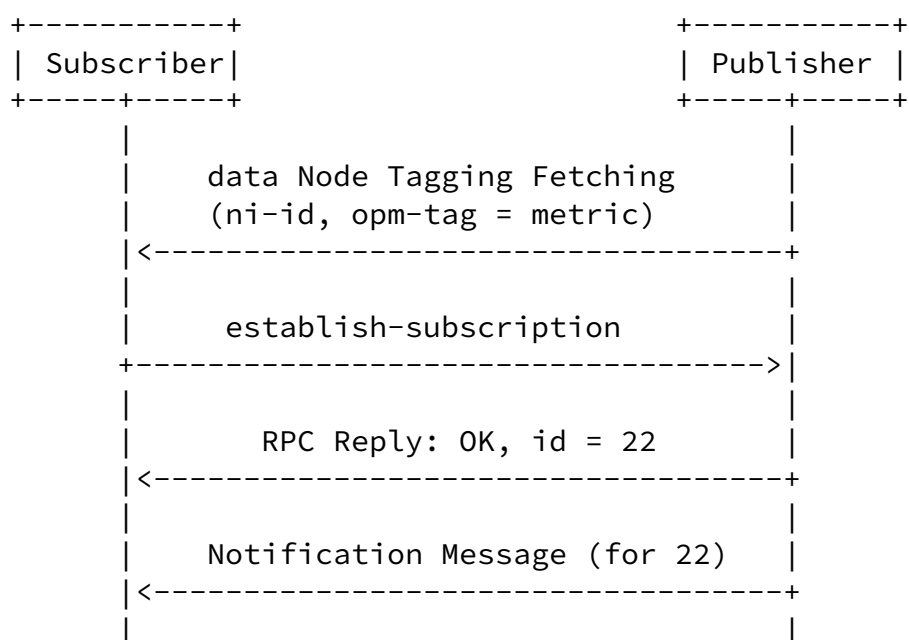 Subscriber Publisher
data Node Tagging Fetching
(ni-id, opm-tag = metric)
establish-subscription
RPC Reply: OK, id = 22
Notification Message (for 22)